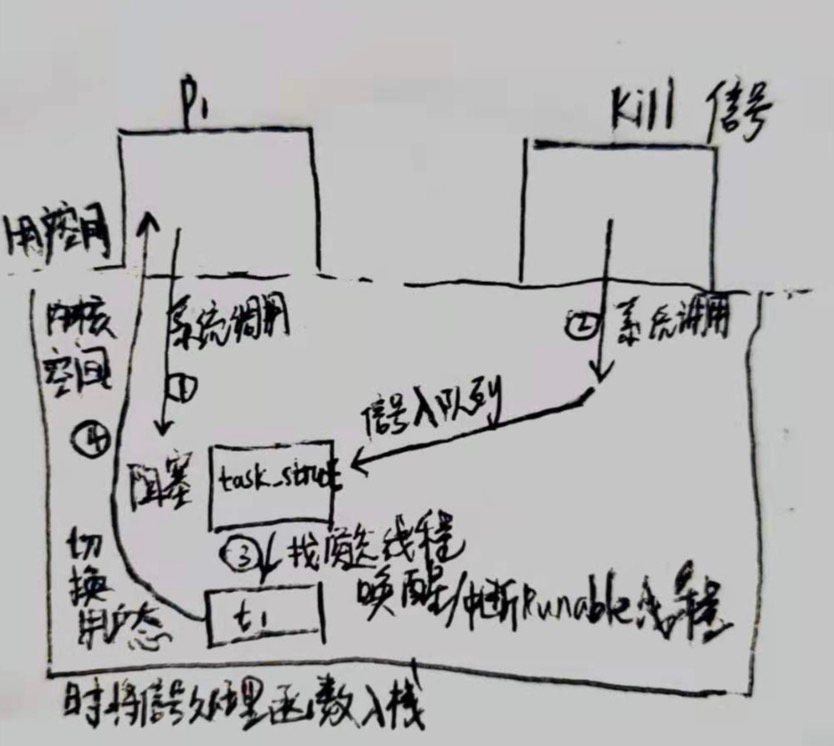 P1
Kill 信号
用户空间
内核
空间
系统调用
①
② 系统调用
④
信号入队列
阻塞
task_struct
③ 找顺序线程
唤醒/中断Runable线程
t1
切
换
用户态
时将信号处理函数入栈